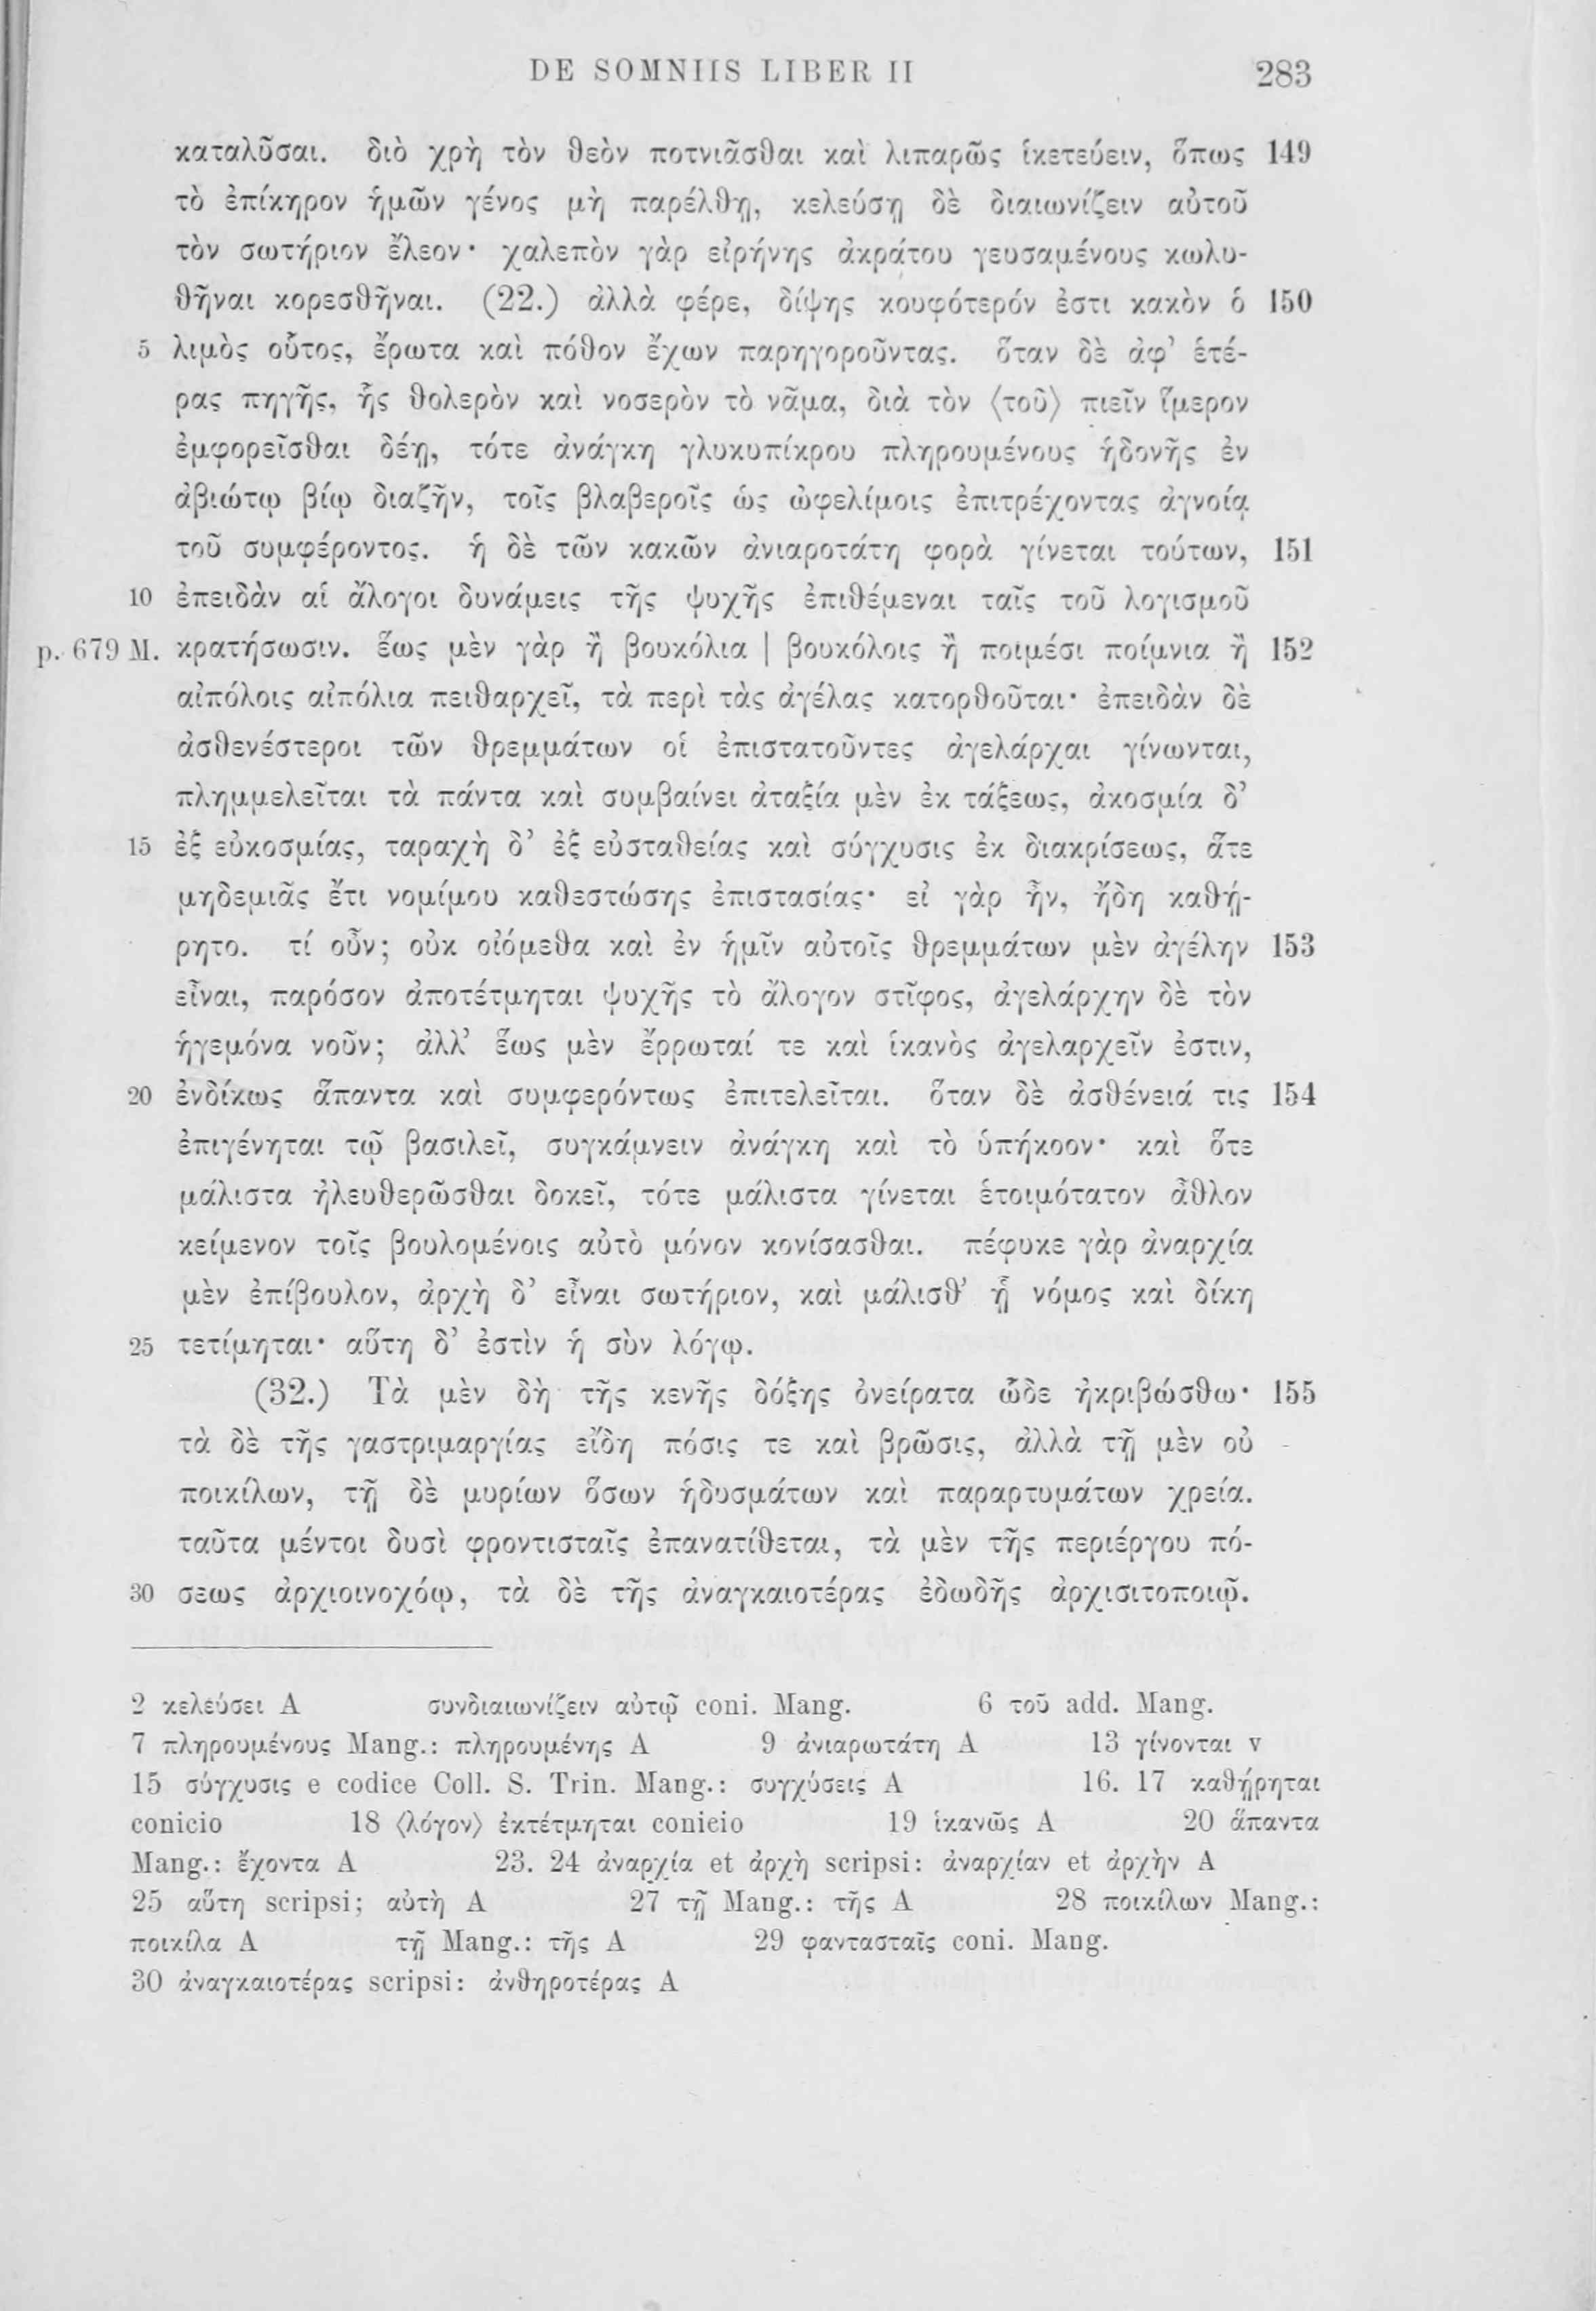 DE SOMNIIS LIBER II 283
καταλῦσαι. διὸ χρὴ τὸν θεὸν ποτνιᾶσθαι καὶ λιπαρῶς ἱκετεύειν, ὅπως 149
τὸ ἐπίκηρον ἡμῶν γένος μὴ παρέλθῃ, κελεύσῃ δὲ διαιωνίζειν αὐτοῦ
τὸν σωτήριον ἔλεον· χαλεπὸν γὰρ εἰρήνης ἀκράτου γευσαμένους κωλυ-
θῆναι κορεσθῆναι. (22.) ἀλλὰ φέρε, δίψης κουφότερόν ἐστι κακὸν ὁ 150
5 λιμὸς οὗτος, ἔρωτα καὶ πόθον ἔχων παρηγοροῦντας. ὅταν δὲ ἀφ’ ἑτέ-
ρας πηγῆς, ἧς θολερὸν καὶ νοσερὸν τὸ νᾶμα, διὰ τὸν ⟨τοῦ⟩ πιεῖν ἵμερον
ἐμφορεῖσθαι δέῃ, τότε ἀνάγκη γλυκυπίκρου πληρουμένους ἡδονῆς ἐν
ἀβιώτῳ βίῳ διαζῆν, τοῖς βλαβεροῖς ὡς ὠφελίμοις ἐπιτρέχοντας ἀγνοίᾳ
τοῦ συμφέροντος. ἡ δὲ τῶν κακῶν ἀνιαροτάτη φορὰ γίνεται τούτων, 151
10 ἐπειδὰν αἱ ἄλογοι δυνάμεις τῆς ψυχῆς ἐπιθέμεναι ταῖς τοῦ λογισμοῦ
p. 679 M. κρατήσωσιν. ἕως μὲν γὰρ ἢ βουκόλια | βουκόλοις ἢ ποιμέσι ποίμνια ἢ 152
αἰπόλοις αἰπόλια πειθαρχεῖ, τὰ περὶ τὰς ἀγέλας κατορθοῦται· ἐπειδὰν δὲ
ἀσθενέστεροι τῶν θρεμμάτων οἱ ἐπιστατοῦντες ἀγελάρχαι γίνωνται,
πλημμελεῖται τὰ πάντα καὶ συμβαίνει ἀταξία μὲν ἐκ τάξεως, ἀκοσμία δ’
15 ἐξ εὐκοσμίας, ταραχὴ δ’ ἐξ εὐσταθείας καὶ σύγχυσις ἐκ διακρίσεως, ἅτε
μηδεμιᾶς ἔτι νομίμου καθεστώσης ἐπιστασίας· εἰ γὰρ ἦν, ἤδη καθῄ-
ρητο. τί οὖν; οὐκ οἰόμεθα καὶ ἐν ἡμῖν αὐτοῖς θρεμμάτων μὲν ἀγέλην 153
εἶναι, παρόσον ἀποτέτμηται ψυχῆς τὸ ἄλογον στῖφος, ἀγελάρχην δὲ τὸν
ἡγεμόνα νοῦν; ἀλλ’ ἕως μὲν ἔρρωταί τε καὶ ἱκανὸς ἀγελαρχεῖν ἐστιν,
20 ἐνδίκως ἅπαντα καὶ συμφερόντως ἐπιτελεῖται. ὅταν δὲ ἀσθένειά τις 154
ἐπιγένηται τῷ βασιλεῖ, συγκάμνειν ἀνάγκη καὶ τὸ ὑπήκοον· καὶ ὅτε
μάλιστα ἠλευθερῶσθαι δοκεῖ, τότε μάλιστα γίνεται ἑτοιμότατον ἆθλον
κείμενον τοῖς βουλομένοις αὐτὸ μόνον κονίσασθαι. πέφυκε γὰρ ἀναρχία
μὲν ἐπίβουλον, ἀρχὴ δ’ εἶναι σωτήριον, καὶ μάλισθ’ ᾗ νόμος καὶ δίκη
25 τετίμηται· αὕτη δ’ ἐστὶν ἡ σὺν λόγῳ.
(32.) Τὰ μὲν δὴ τῆς κενῆς δόξης ὀνείρατα ὧδε ἠκριβώσθω· 155
τὰ δὲ τῆς γαστριμαργίας εἴδη πόσις τε καὶ βρῶσις, ἀλλὰ τῇ μὲν οὐ
ποικίλων, τῇ δὲ μυρίων ὅσων ἡδυσμάτων καὶ παραρτυμάτων χρεία.
ταῦτα μέντοι δυσὶ φροντισταῖς ἐπανατίθεται, τὰ μὲν τῆς περιέργου πό-
30 σεως ἀρχιοινοχόῳ, τὰ δὲ τῆς ἀναγκαιοτέρας ἐδωδῆς ἀρχισιτοποιῷ.
2 κελεύσει A συνδιαιωνίζειν αὐτῷ coni. Mang. 6 τοῦ add. Mang.
7 πληρουμένους Mang.: πληρουμένης A 9 ἀνιαρωτάτη A 13 γίνονται v
15 σύγχυσις e codice Coll. S. Trin. Mang.: συγχύσεις A 16. 17 καθῄρηται
conicio 18 ⟨λόγον⟩ ἐκτέτμηται conicio 19 ἱκανῶς A 20 ἅπαντα
Mang.: ἔχοντα A 23. 24 ἀναρχία et ἀρχὴ scripsi: ἀναρχίαν et ἀρχὴν A
25 αὕτη scripsi; αὐτὴ A 27 τῇ Mang.: τῆς A 28 ποικίλων Mang.:
ποικίλα A τῇ Mang.: τῆς A 29 φαντασταῖς coni. Mang.
30 ἀναγκαιοτέρας scripsi: ἀνθηροτέρας A